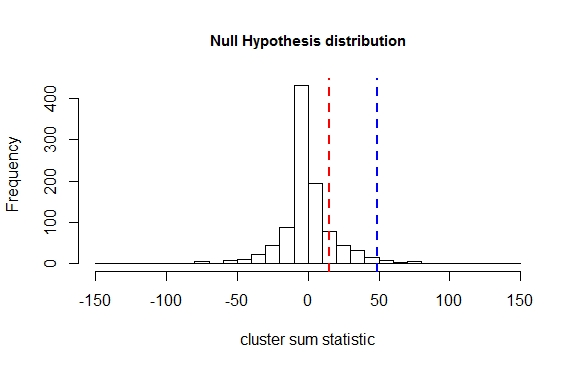 Null Hypothesis distribution
Frequency
400
300
200
100
0
-150 -100 -50 0 50 100 150
cluster sum statistic